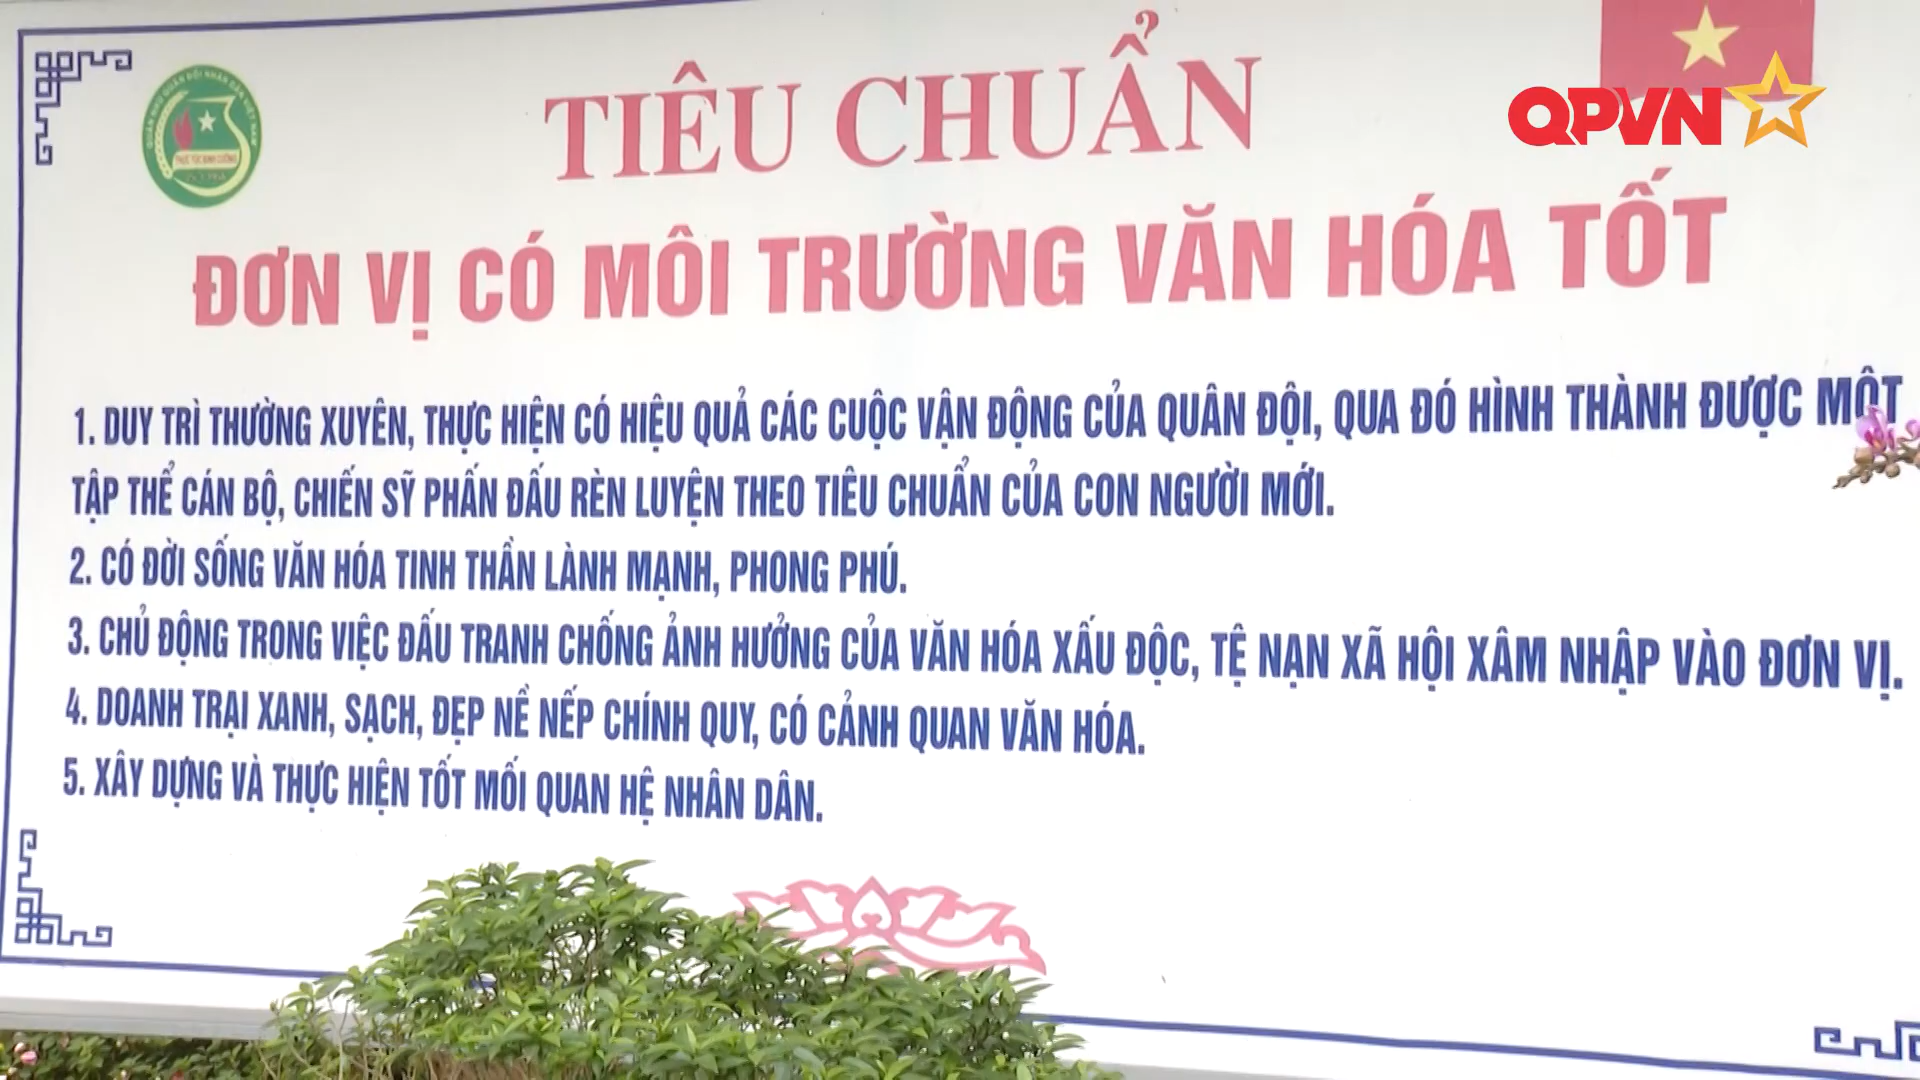 QPVN
TIÊU CHUẨN
ĐƠN VỊ CÓ MÔI TRƯỜNG VĂN HÓA TỐT
1. DUY TRÌ THƯỜNG XUYÊN, THỰC HIỆN CÓ HIỆU QUẢ CÁC CUỘC VẬN ĐỘNG CỦA QUÂN ĐỘI, QUA ĐÓ HÌNH THÀNH ĐƯỢC MỘT
TẬP THỂ CÁN BỘ, CHIẾN SỸ PHẤN ĐẤU RÈN LUYỆN THEO TIÊU CHUẨN CỦA CON NGƯỜI MỚI.
2. CÓ ĐỜI SỐNG VĂN HÓA TINH THẦN LÀNH MẠNH, PHONG PHÚ.
3. CHỦ ĐỘNG TRONG VIỆC ĐẤU TRANH CHỐNG ẢNH HƯỞNG CỦA VĂN HÓA XẤU ĐỘC, TỆ NẠN XÃ HỘI XÂM NHẬP VÀO ĐƠN VỊ.
4. DOANH TRẠI XANH, SẠCH, ĐẸP NỀ NẾP CHÍNH QUY, CÓ CẢNH QUAN VĂN HÓA.
5. XÂY DỰNG VÀ THỰC HIỆN TỐT MỐI QUAN HỆ NHÂN DÂN.